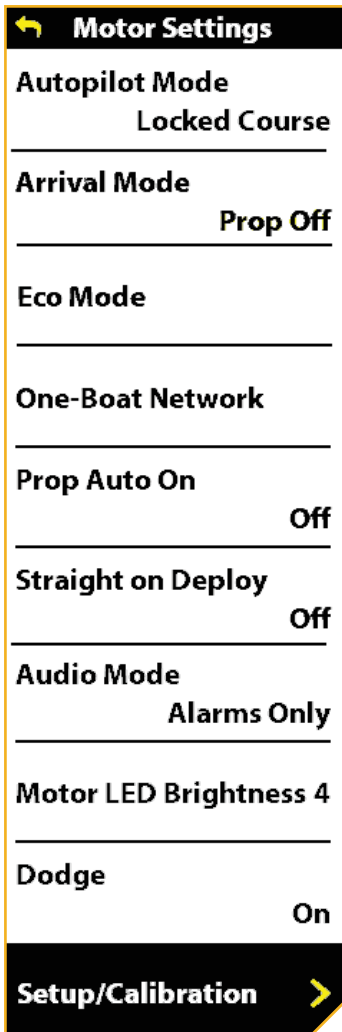 Motor Settings
Autopilot Mode
Locked Course
Arrival Mode
Prop Off
Eco Mode
One-Boat Network
Prop Auto On
Off
Straight on Deploy
Off
Audio Mode
Alarms Only
Motor LED Brightness 4
Dodge
On
Setup/Calibration